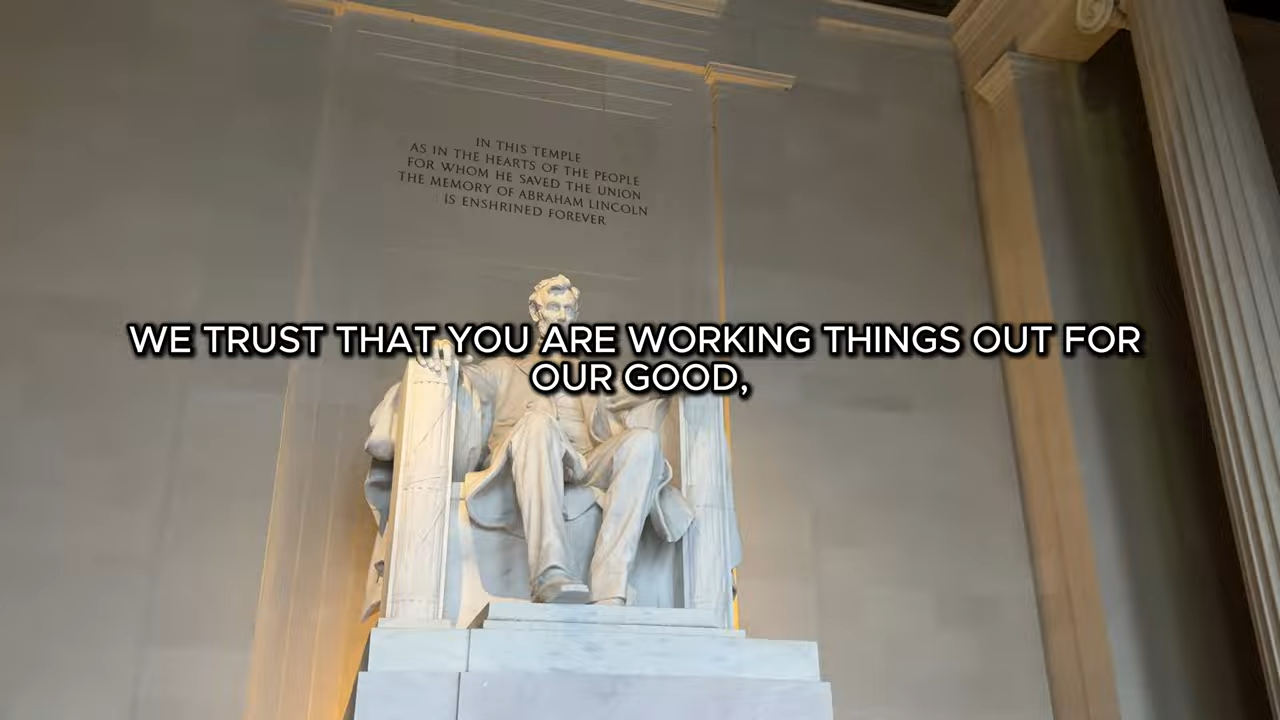 IN THIS TEMPLE
AS IN THE HEARTS OF THE PEOPLE
FOR WHOM HE SAVED THE UNION
THE MEMORY OF ABRAHAM LINCOLN
IS ENSHRINED FOREVER
WE TRUST THAT YOU ARE WORKING THINGS OUT FOR
OUR GOOD,